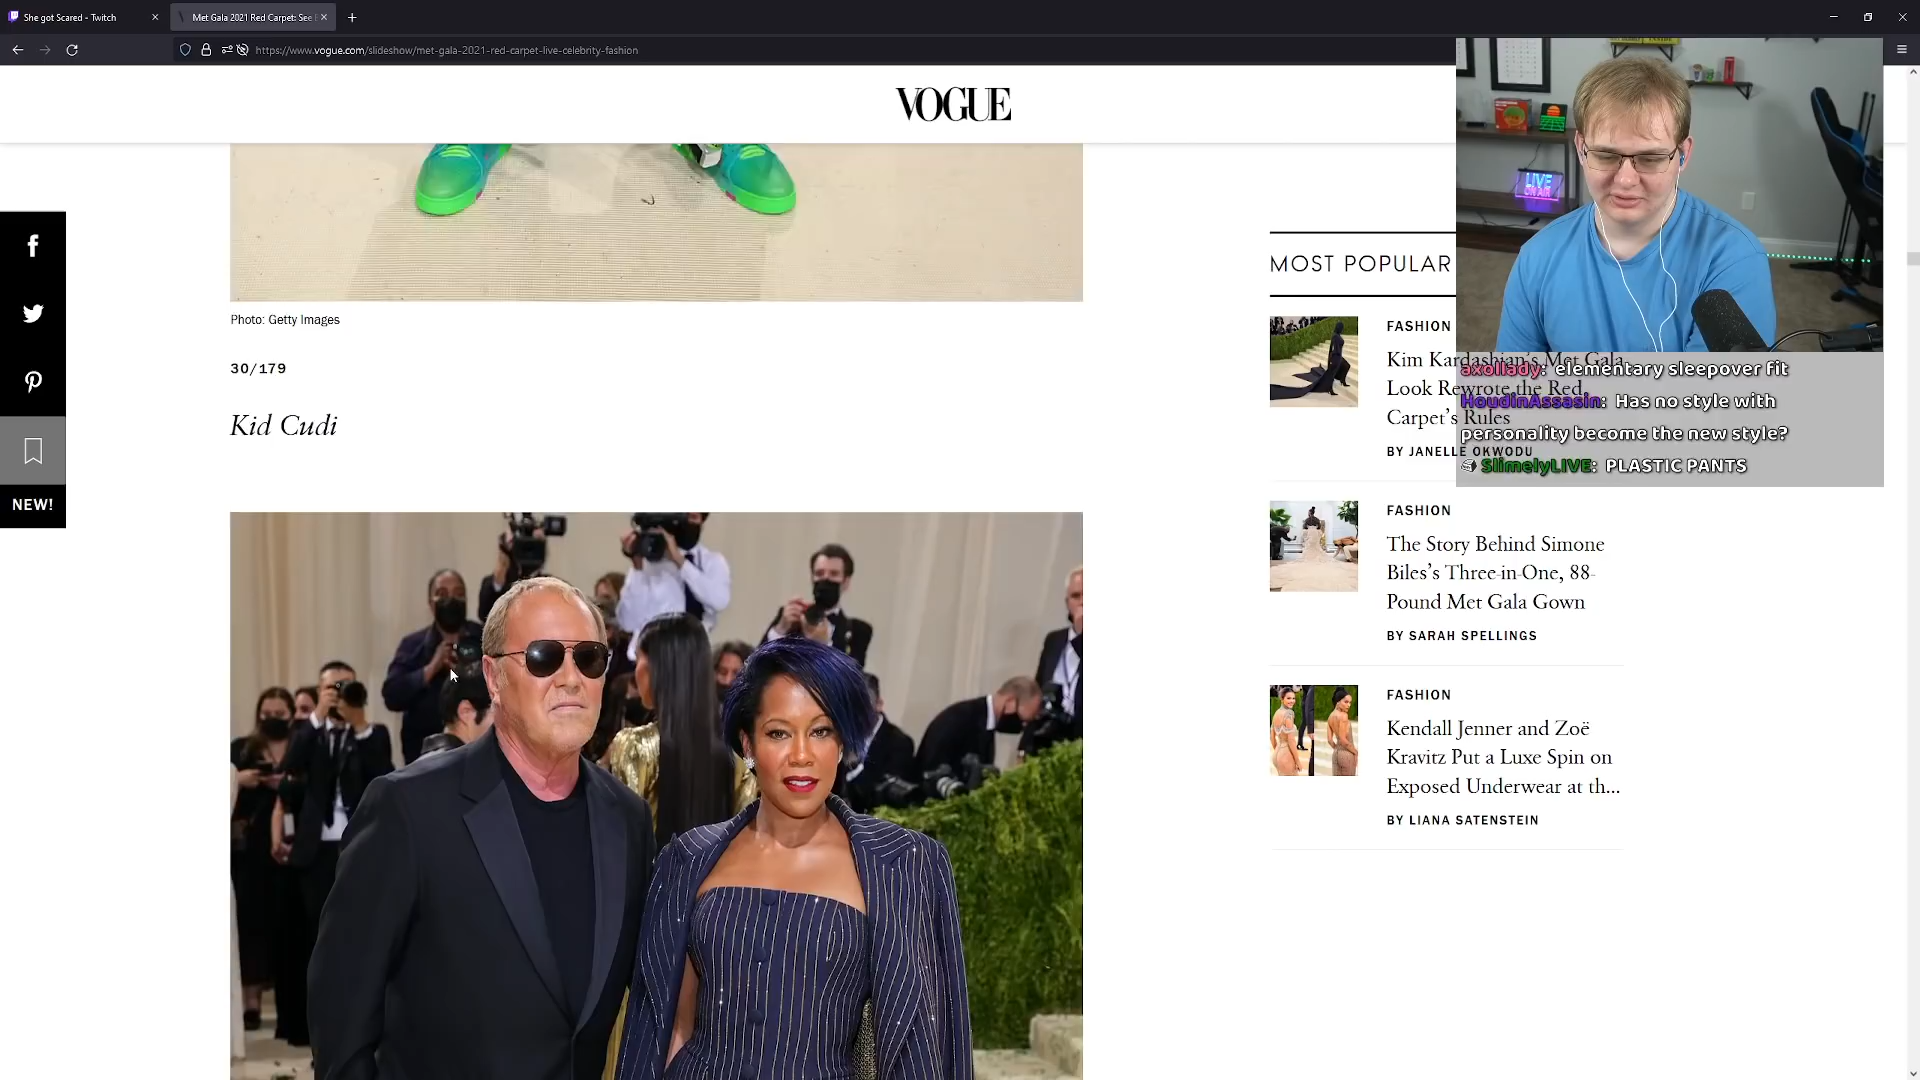 She got Scared - Twitch
Met Gala 2021 Red Carpet: See
https://www.vogue.com/slideshow/met-gala-2021-red-carpet-live-celebrity-fashion
VOGUE
Photo: Getty Images
30/179
Kid Cudi
NEW!
MOST POPULAR
FASHION
Kim Kardashian's Met Gala
Look Rewrote the Red
Carpet's Rules
BY JANELLE OKWODU
FASHION
The Story Behind Simone
Biles's Three-in-One, 88-
Pound Met Gala Gown
BY SARAH SPELLINGS
FASHION
Kendall Jenner and Zoë
Kravitz Put a Luxe Spin on
Exposed Underwear at th...
BY LIANA SATENSTEIN
LIVE
ON AIR
axollady: elementary sleepover fit
HoudinAssasin: Has no style with
personality become the new style?
SlimelyLIVE: PLASTIC PANTS